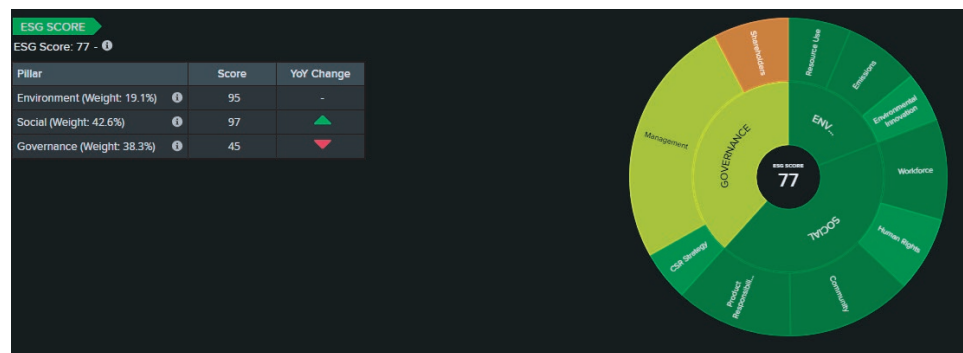 ESG SCORE
ESG Score: 77 -
Pillar Score YoY Change
Environment (Weight: 19.1%) 95 -
Social (Weight: 42.6%) 97
Governance (Weight: 38.3%) 45
Shareholders
Resource Use
Emissions
Environmental
Innovation
Management
GOVERNANCE
ENV...
ESG SCORE
77
Workforce
SOCIAL
Human Rights
CSR Strategy
Product
Responsibili...
Community